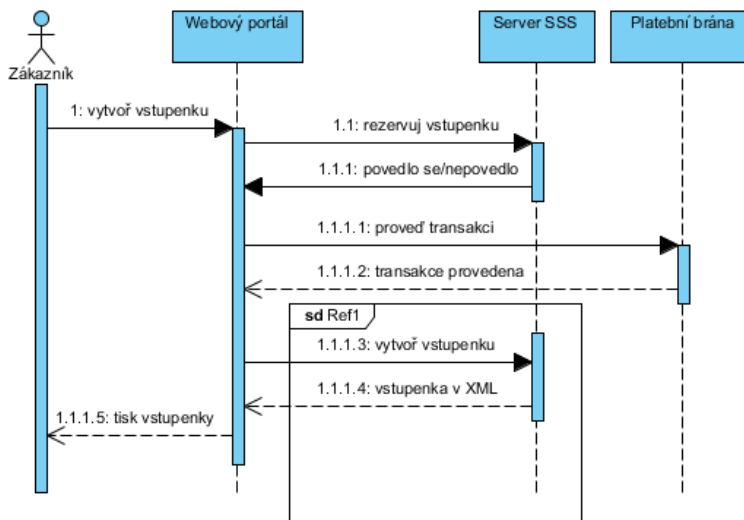 Webový portál
Server SSS
Platební brána
Zákazník
1: vytvoř vstupenku
1.1: rezervuj vstupenku
1.1.1: povedlo se/nepovedlo
1.1.1.1: proveď transakci
1.1.1.2: transakce provedena
sd Ref1
1.1.1.3: vytvoř vstupenku
1.1.1.4: vstupenka v XML
1.1.1.5: tisk vstupenky